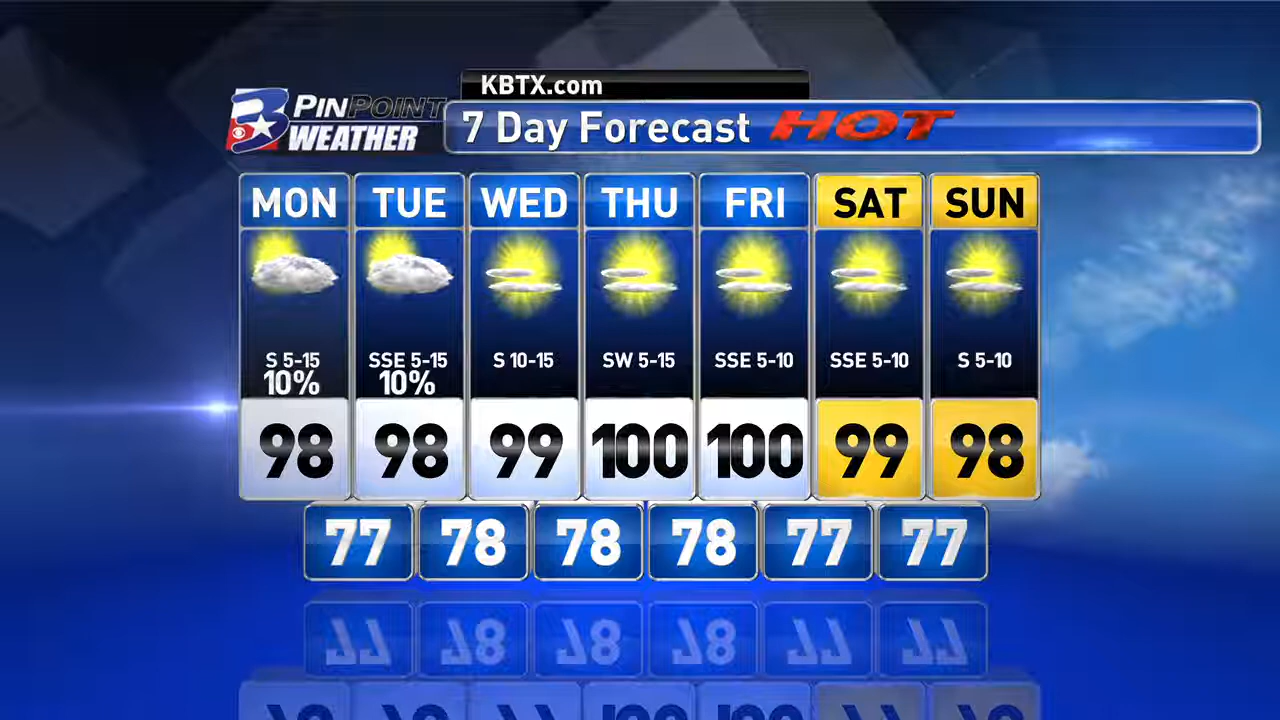 KBTX.com
3 PINPOINT
WEATHER
7 Day Forecast HOT
MON TUE WED THU FRI SAT SUN
S 5-15 SSE 5-15 S 10-15 SW 5-15 SSE 5-10 SSE 5-10 S 5-10
10% 10%
98 98 99 100 100 99 98
77 78 78 78 77 77